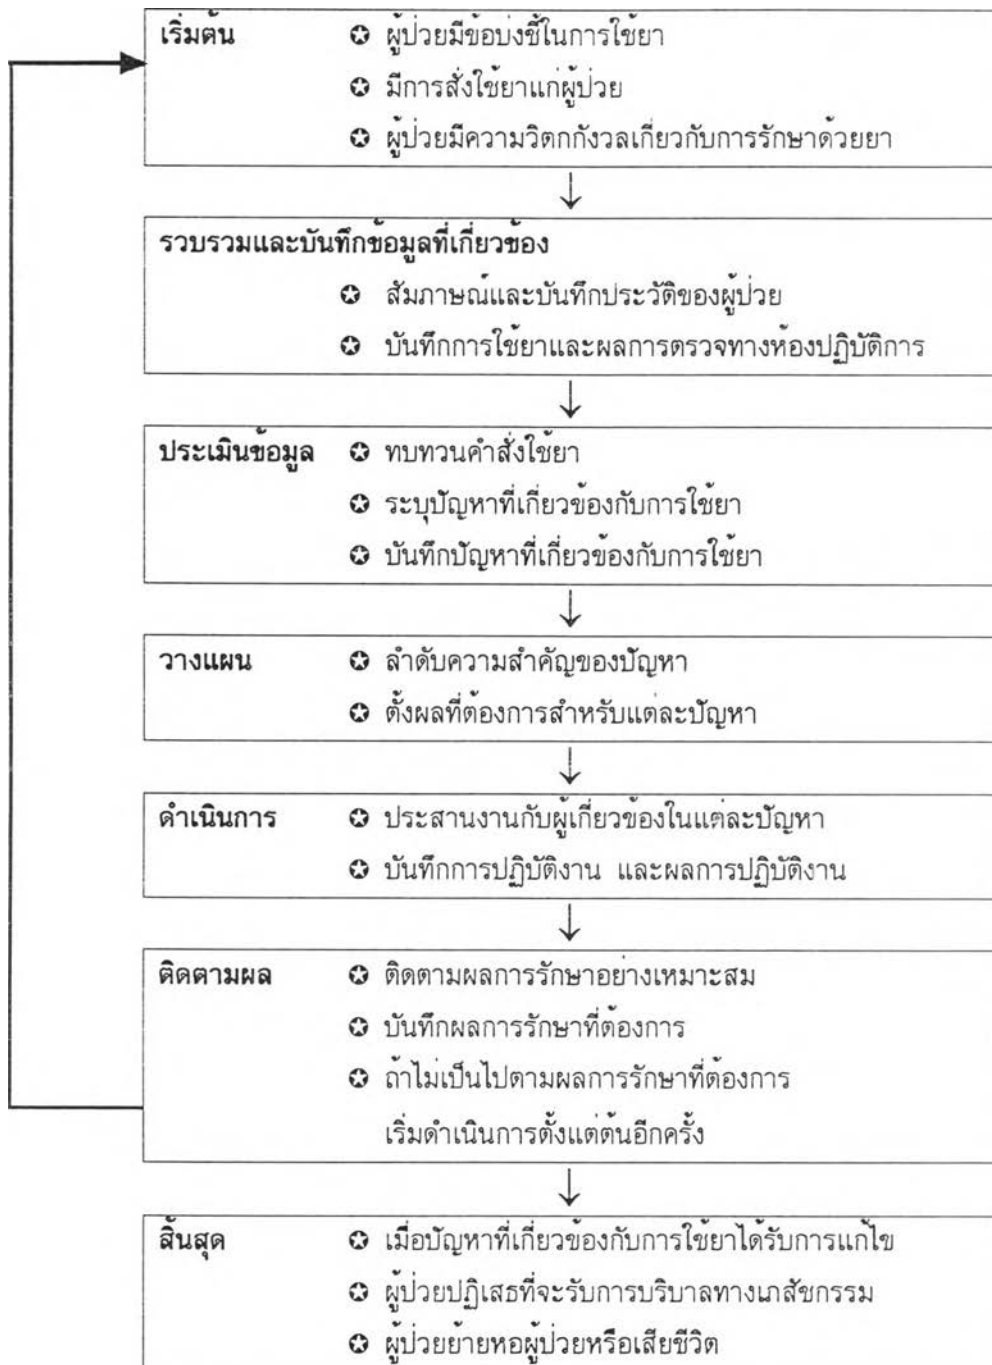 เริ่มต้น ✪ ผู้ป่วยมีข้อบ่งชี้ในการใช้ยา
✪ มีการสั่งใช้ยาแก่ผู้ป่วย
✪ ผู้ป่วยมีความวิตกกังวลเกี่ยวกับการรักษาด้วยยา
↓
รวบรวมและบันทึกข้อมูลที่เกี่ยวข้อง
✪ สัมภาษณ์และบันทึกประวัติของผู้ป่วย
✪ บันทึกการใช้ยาและผลการตรวจทางห้องปฏิบัติการ
↓
ประเมินข้อมูล ✪ ทบทวนคำสั่งใช้ยา
✪ ระบุปัญหาที่เกี่ยวข้องกับการใช้ยา
✪ บันทึกปัญหาที่เกี่ยวข้องกับการใช้ยา
↓
วางแผน ✪ ลำดับความสำคัญของปัญหา
✪ ตั้งผลที่ต้องการสำหรับแต่ละปัญหา
↓
ดำเนินการ ✪ ประสานงานกับผู้เกี่ยวข้องในแต่ละปัญหา
✪ บันทึกการปฏิบัติงาน และผลการปฏิบัติงาน
↓
ติดตามผล ✪ ติดตามผลการรักษาอย่างเหมาะสม
✪ บันทึกผลการรักษาที่ต้องการ
✪ ถ้าไม่เป็นไปตามผลการรักษาที่ต้องการ
เริ่มดำเนินการตั้งแต่ต้นอีกครั้ง
↓
สิ้นสุด ✪ เมื่อปัญหาที่เกี่ยวข้องกับการใช้ยาได้รับการแก้ไข
✪ ผู้ป่วยปฏิเสธที่จะรับการบริบาลทางเภสัชกรรม
✪ ผู้ป่วยย้ายหอผู้ป่วยหรือเสียชีวิต